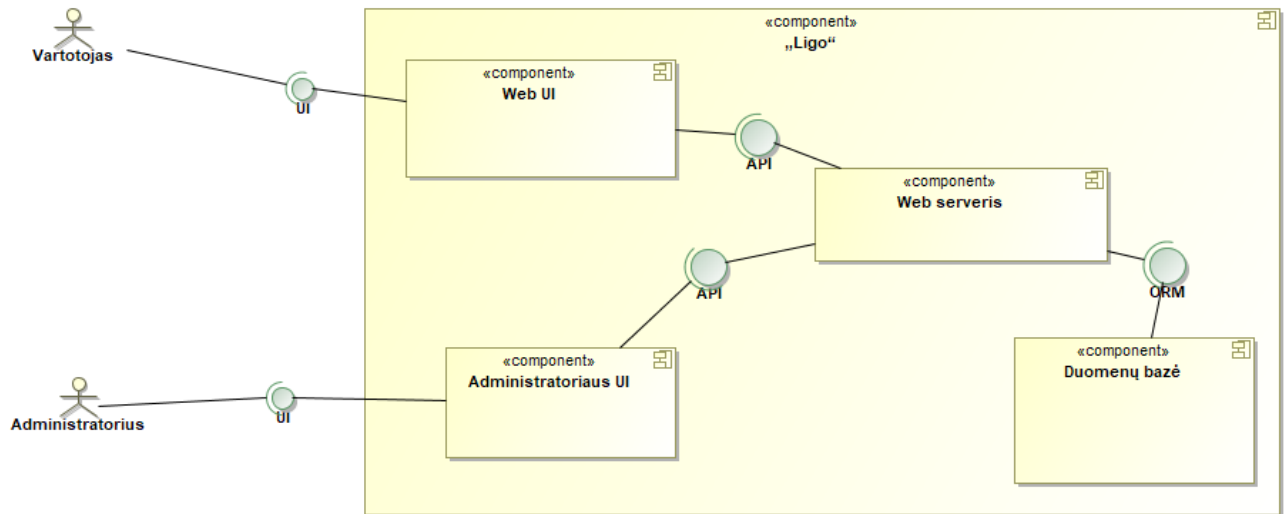 «component»
„Ligo“
Vartotojas
UI
«component»
Web UI
API
«component»
Web serveris
API
ORM
«component»
Administratoriaus UI
«component»
Duomenų bazė
Administratorius
UI